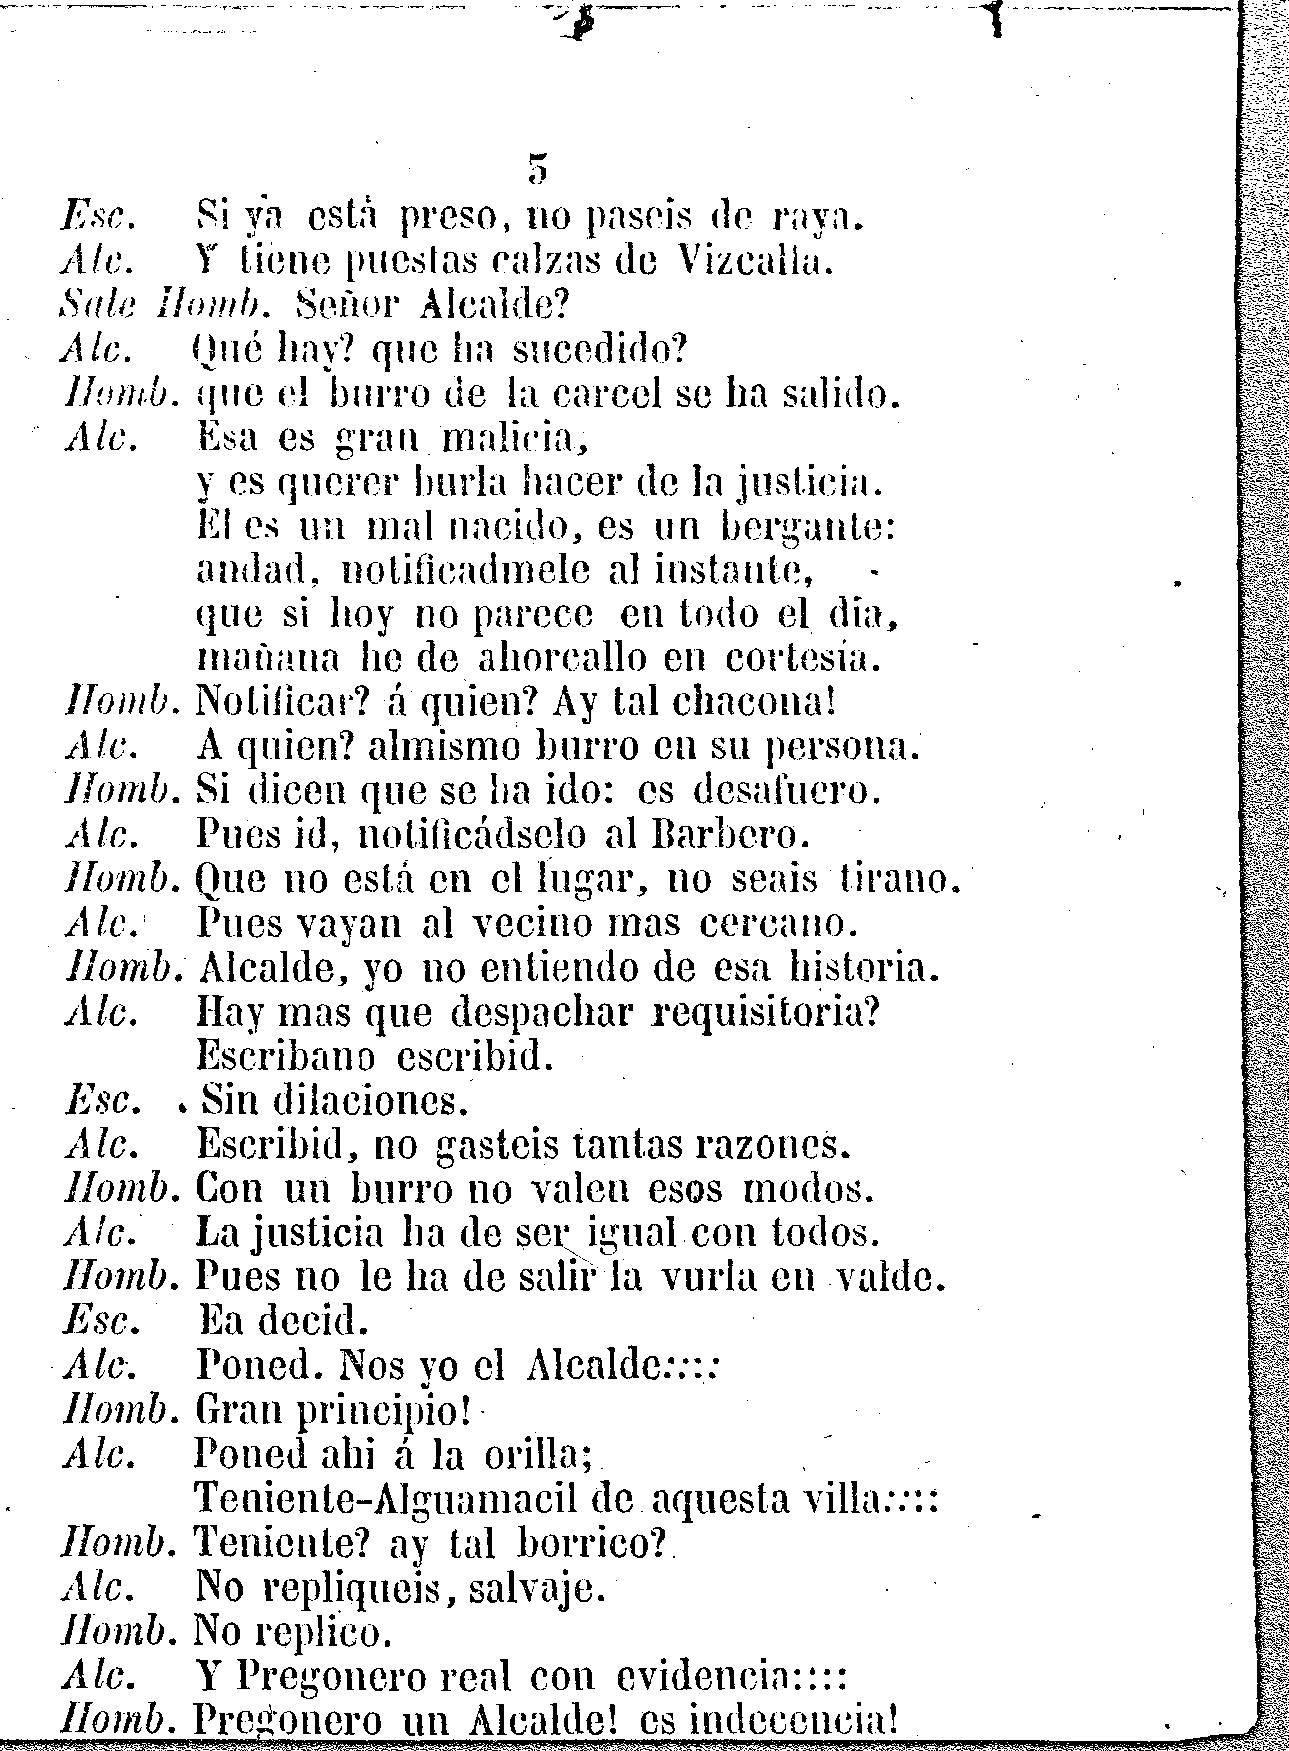 5
Esc. Si ya está preso, no paseis de raya.
Alc. Y tiene puestas calzas de Vizcalla.
Sale Homb. Señor Alcalde?
Alc. Qué hay? que ha sucedido?
Homb. que el burro de la carcel se ha salido.
Alc. Esa es gran malicia,
y es querer burla hacer de la justicia.
El es un mal nacido, es un bergante:
andad, notificadmele al instante,
que si hoy no parece en todo el dia,
mañana he de ahorcallo en cortesía.
Homb. Notificar? á quien? Ay tal chacona!
Alc. A quien? almismo burro en su persona.
Homb. Si dicen que se ha ido: es desafuero.
Alc. Pues id, notificádselo al Barbero.
Homb. Que no está en el lugar, no seais tirano.
Alc. Pues vayan al vecino mas cercano.
Homb. Alcalde, yo no entiendo de esa historia.
Alc. Hay mas que despachar requisitoria?
Escribano escribid.
Esc. Sin dilaciones.
Alc. Escribid, no gasteis tantas razones.
Homb. Con un burro no valen esos modos.
Alc. La justicia ha de ser igual con todos.
Homb. Pues no le ha de salir la vurla en valde.
Esc. Ea decid.
Alc. Poned. Nos yo el Alcalde::::
Homb. Gran principio!
Alc. Poned ahi á la orilla;
Teniente-Alguamacil de aquesta villa::::
Homb. Teniente? ay tal borrico?
Alc. No repliqueis, salvaje.
Homb. No replico.
Alc. Y Pregonero real con evidencia::::
Homb. Pregonero un Alcalde! es indecencia!